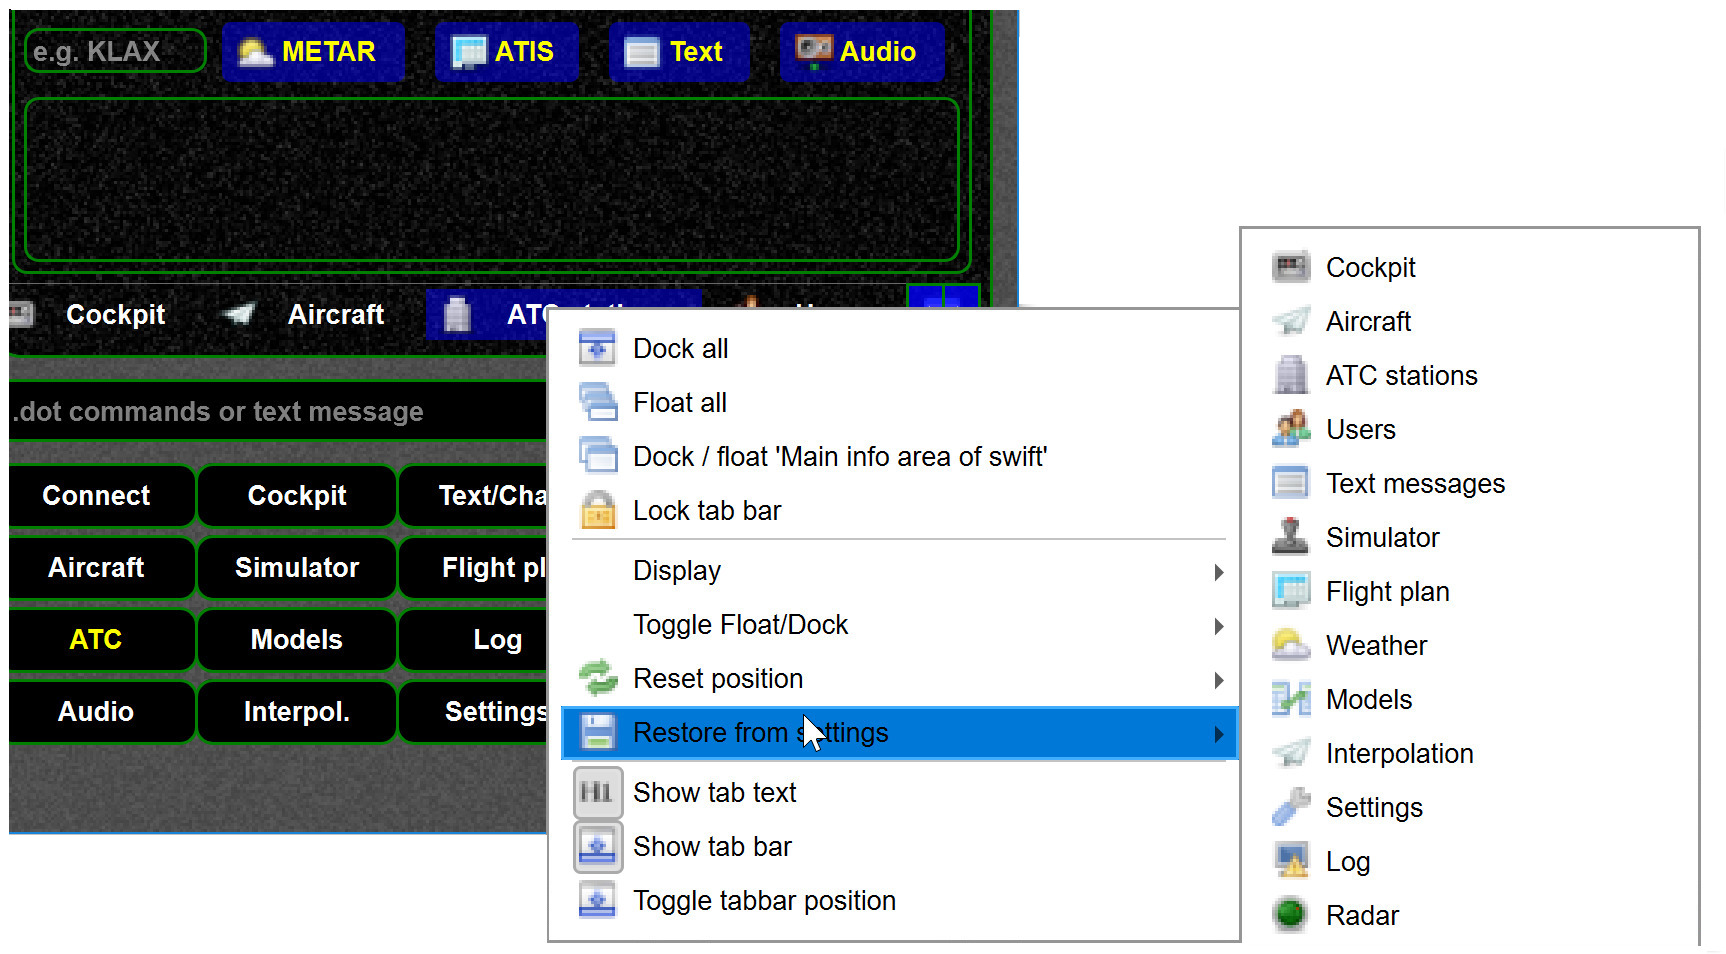 e.g. KLAX METAR ATIS Text Audio
Cockpit Aircraft ATC
.dot commands or text message
Connect Cockpit Text/Cha
Aircraft Simulator Flight pl
ATC Models Log
Audio Interpol. Settings
Dock all
Float all
Dock / float 'Main info area of swift'
Lock tab bar
Display
Toggle Float/Dock
Reset position
Restore from settings
H1 Show tab text
Show tab bar
Toggle tabbar position
Cockpit
Aircraft
ATC stations
Users
Text messages
Simulator
Flight plan
Weather
Models
Interpolation
Settings
Log
Radar